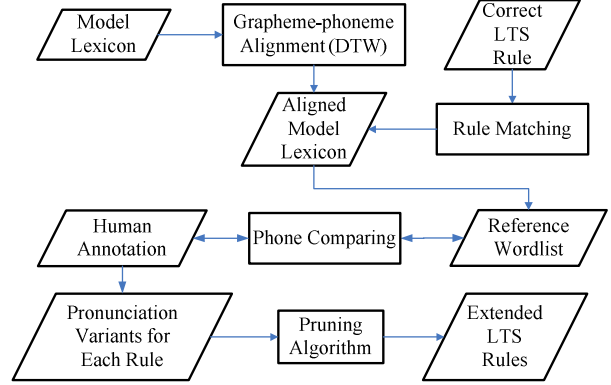 Model
Lexicon
Grapheme-phoneme
Alignment (DTW)
Correct
LTS
Rule
Aligned
Model
Lexicon
Rule Matching
Human
Annotation
Phone Comparing
Reference
Wordlist
Pronunciation
Variants for
Each Rule
Pruning
Algorithm
Extended
LTS
Rules